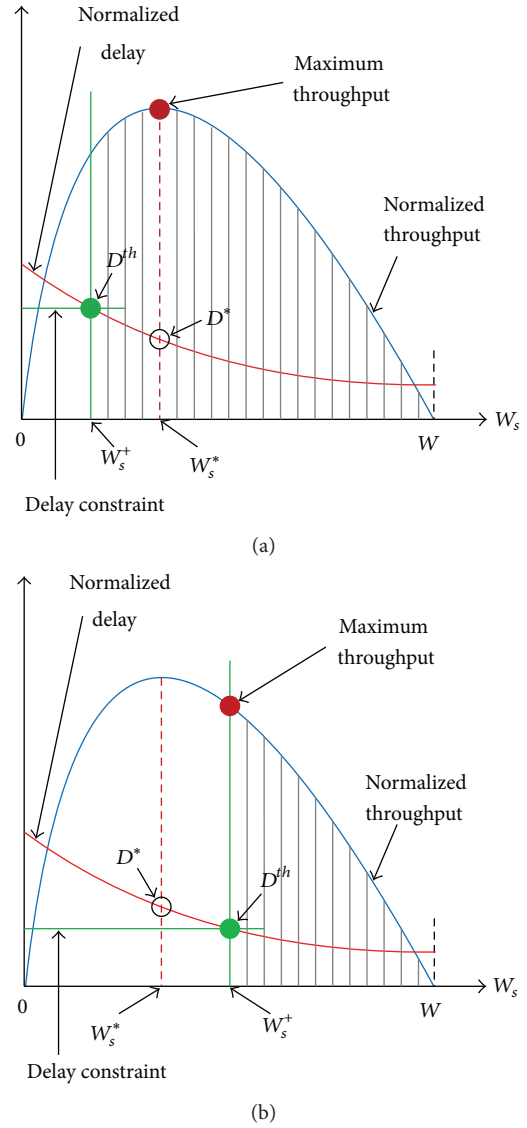 Normalized
delay
Maximum
throughput
Normalized
throughput
D^{th}
D^*
0
W_s^+
W_s^*
W
W_s
Delay constraint
(a)
Normalized
delay
Maximum
throughput
Normalized
throughput
D^*
D^{th}
0
W_s^*
W_s^+
W
W_s
Delay constraint
(b)